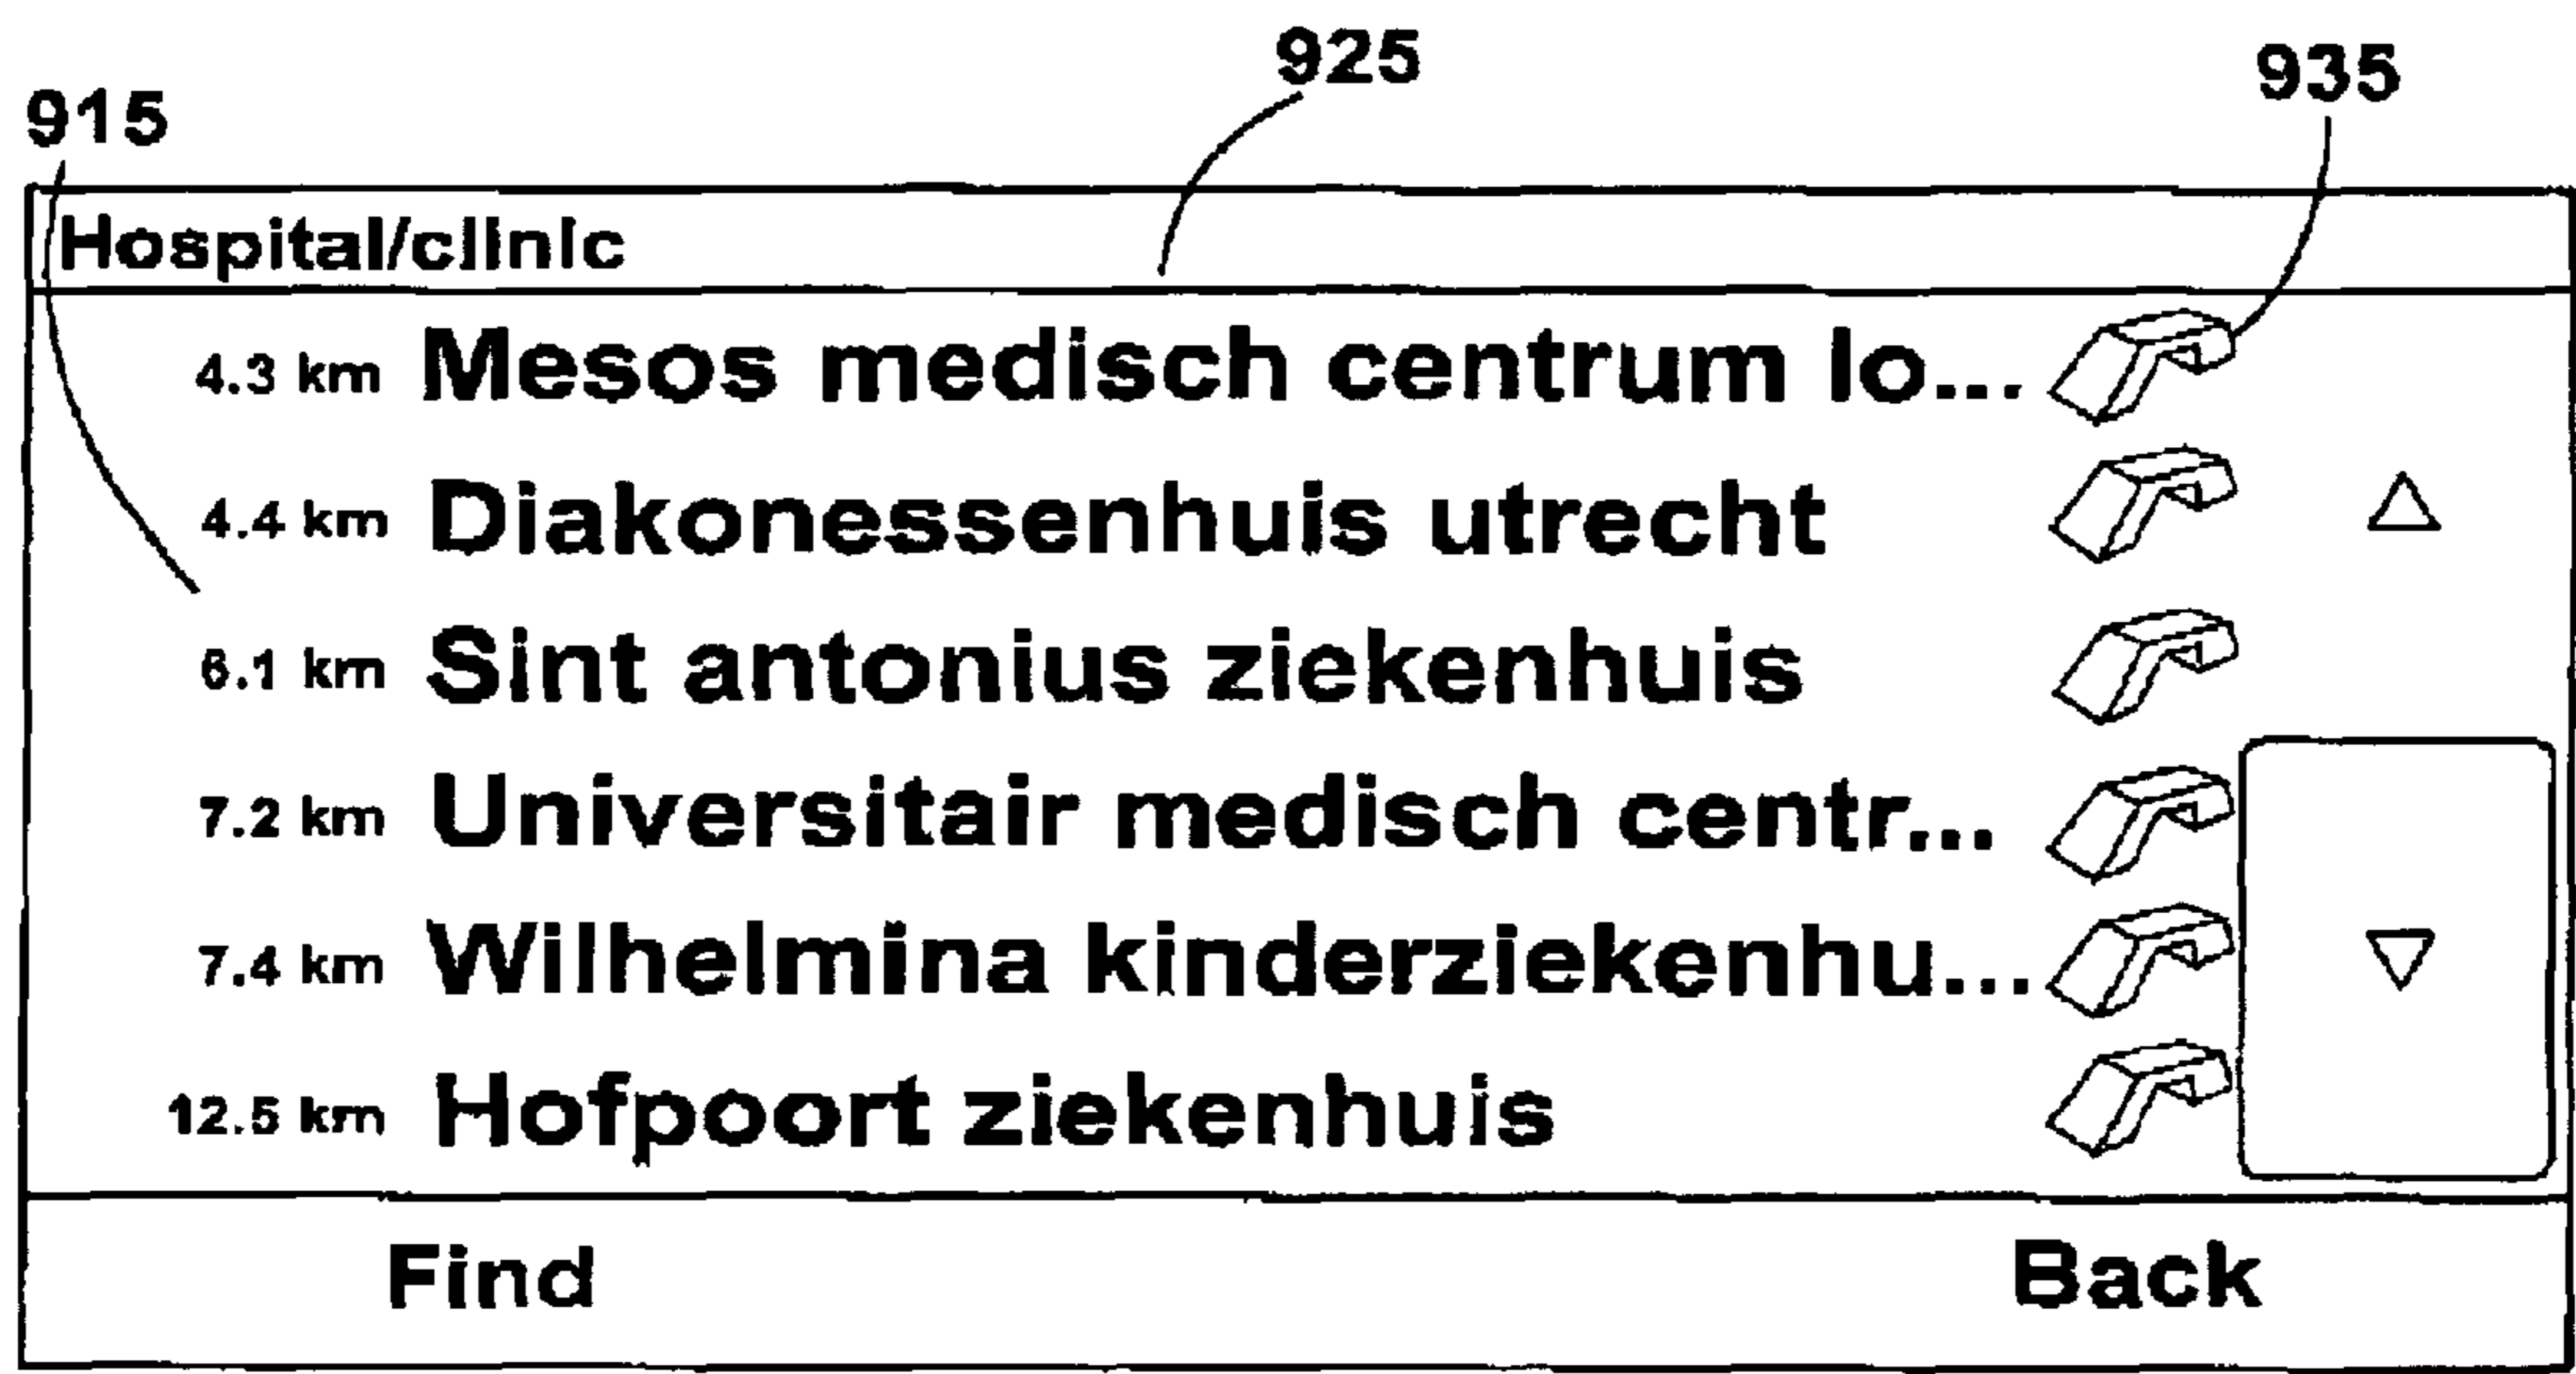 925
935
915
Hospital/clinic
4.3 km Mesos medisch centrum lo...
4.4 km Diakonessenhuis utrecht
6.1 km Sint antonius ziekenhuis
7.2 km Universitair medisch centr...
7.4 km Wilhelmina kinderziekenhu...
12.5 km Hofpoort ziekenhuis
Find Back